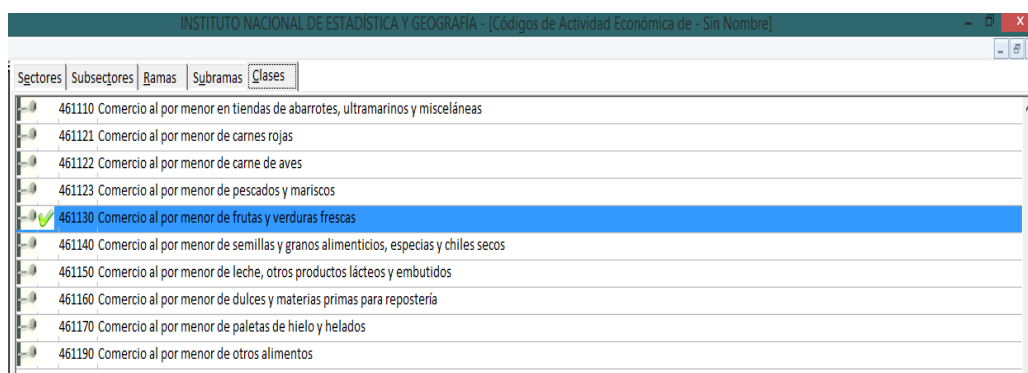 INSTITUTO NACIONAL DE ESTADÍSTICA Y GEOGRAFÍA - [Códigos de Actividad Económica de - Sin Nombre]
Sectores Subsectores Ramas Subramas Clases
461110 Comercio al por menor en tiendas de abarrotes, ultramarinos y misceláneas
461121 Comercio al por menor de carnes rojas
461122 Comercio al por menor de carne de aves
461123 Comercio al por menor de pescados y mariscos
461130 Comercio al por menor de frutas y verduras frescas
461140 Comercio al por menor de semillas y granos alimenticios, especias y chiles secos
461150 Comercio al por menor de leche, otros productos lácteos y embutidos
461160 Comercio al por menor de dulces y materias primas para repostería
461170 Comercio al por menor de paletas de hielo y helados
461190 Comercio al por menor de otros alimentos